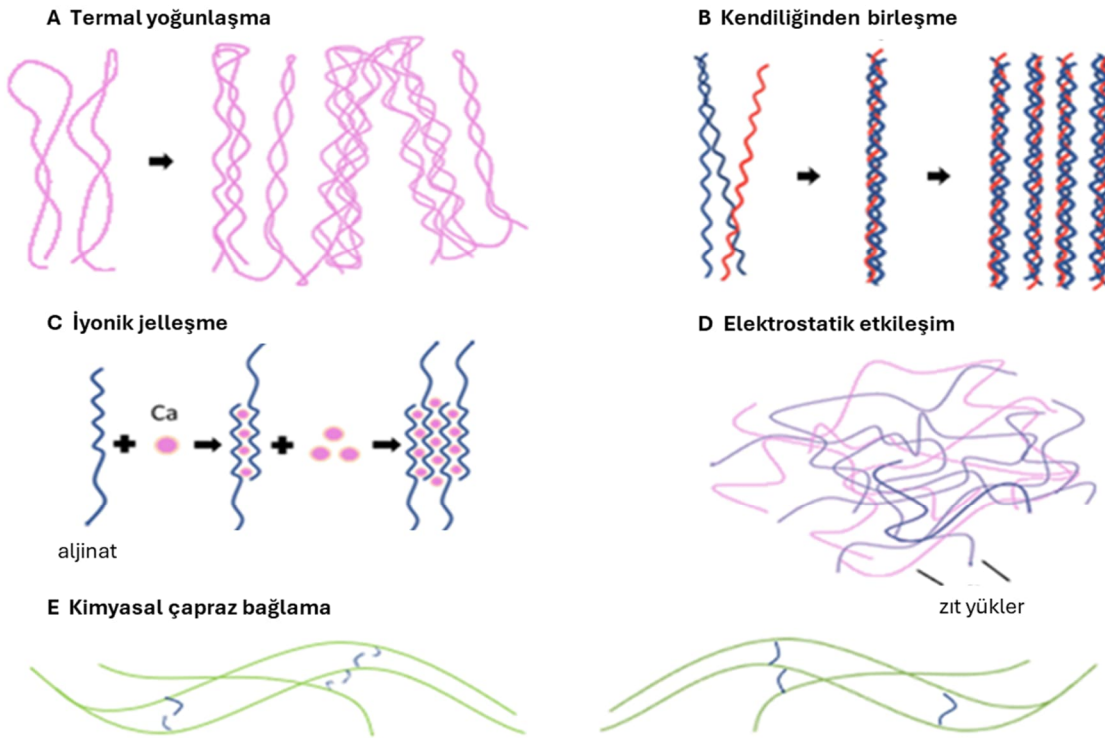 A Termal yoğunlaşma
B Kendiliğinden birleşme
C İyonik jelleşme
Ca
aljinat
D Elektrostatik etkileşim
zıt yükler
E Kimyasal çapraz bağlama